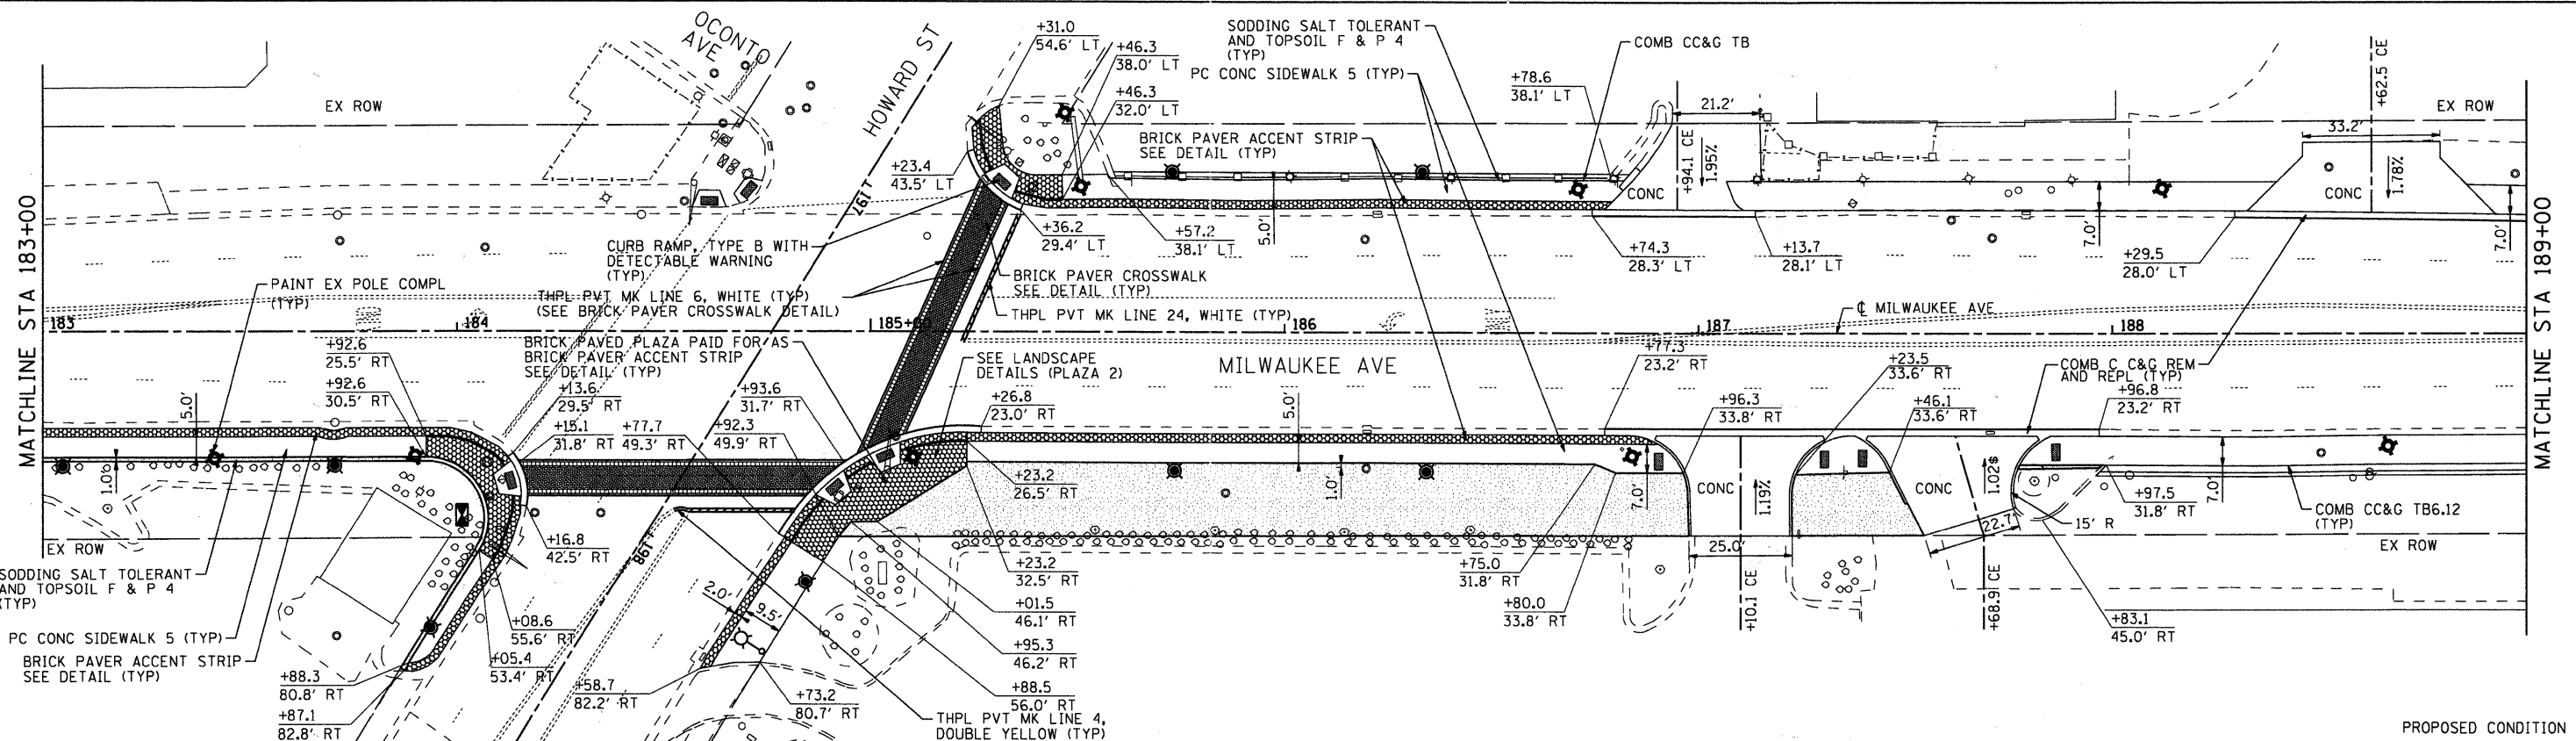 OCONTO
AVE
HOWARD ST
+31.0
54.6' LT
+46.3
38.0' LT
+46.3
32.0' LT
SODDING SALT TOLERANT
AND TOPSOIL F & P 4
(TYP)
PC CONC SIDEWALK 5 (TYP)
BRICK PAVER ACCENT STRIP
SEE DETAIL (TYP)
COMB CC&G TB
+78.6
38.1' LT
21.2'
+94.1 CE
1.95%
+62.5 CE
EX ROW
EX ROW
33.2'
1.78%
CONC
CONC
+23.4
43.5' LT
197
MATCHLINE STA 183+00
MATCHLINE STA 189+00
CURB RAMP, TYPE B WITH
DETECTABLE WARNING
(TYP)
+36.2
29.4' LT
+57.2
38.1' LT
5.0'
+74.3
28.3' LT
+13.7
28.1' LT
7.0'
+29.5
28.0' LT
7.0'
PAINT EX POLE COMPL
(TYP)
THPL PVT MK LINE 6, WHITE (TYP)
(SEE BRICK PAVER CROSSWALK DETAIL)
BRICK PAVER CROSSWALK
SEE DETAIL (TYP)
THPL PVT MK LINE 24, WHITE (TYP)
℄ MILWAUKEE AVE
183
184
185+00
186
187
188
+92.6
25.5' RT
+92.6
30.5' RT
BRICK PAVED PLAZA PAID FOR AS
BRICK PAVER ACCENT STRIP
SEE DETAIL (TYP)
SEE LANDSCAPE
DETAILS (PLAZA 2)
MILWAUKEE AVE
+77.3
23.2' RT
+23.5
33.6' RT
COMB C C&G REM
AND REPL (TYP)
5.0'
+13.6
29.5' RT
+15.1
31.8' RT
+77.7
49.3' RT
+93.6
31.7' RT
+92.3
49.9' RT
+26.8
23.0' RT
5.0'
+96.3
33.8' RT
+46.1
33.6' RT
+96.8
23.2' RT
1.0'
+23.2
26.5' RT
1.0'
7.0'
CONC
1.19%
CONC
1.02$
+97.5
31.8' RT
7.0'
COMB CC&G TB6.12
(TYP)
22.7'
15' R
EX ROW
EX ROW
+16.8
42.5' RT
198
+23.2
32.5' RT
+75.0
31.8' RT
25.0'
SODDING SALT TOLERANT
AND TOPSOIL F & P 4
(TYP)
2.0'
9.5'
+01.5
46.1' RT
+80.0
33.8' RT
+10.1 CE
+68.9 CE
+83.1
45.0' RT
PC CONC SIDEWALK 5 (TYP)
BRICK PAVER ACCENT STRIP
SEE DETAIL (TYP)
+08.6
55.6' RT
+05.4
53.4' RT
+95.3
46.2' RT
+88.3
80.8' RT
+58.7
82.2' RT
+73.2
80.7' RT
+88.5
56.0' RT
+87.1
82.8' RT
THPL PVT MK LINE 4,
DOUBLE YELLOW (TYP)
PROPOSED CONDITION